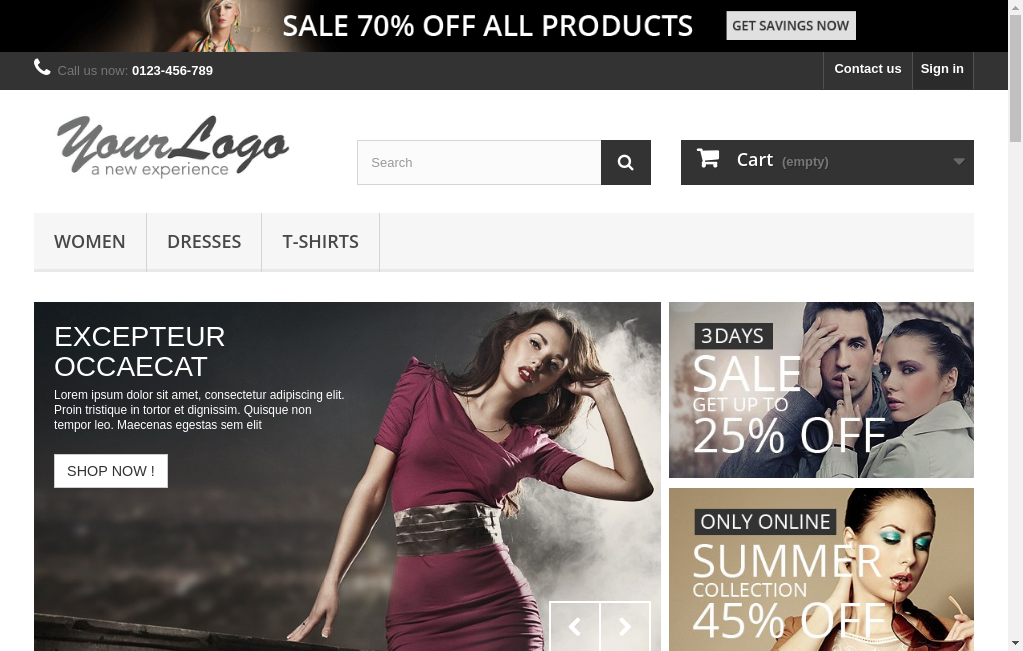 SALE 70% OFF ALL PRODUCTS
GET SAVINGS NOW
Call us now: 0123-456-789
Contact us
Sign in
YourLogo
a new experience
Search
Cart (empty)
WOMEN
DRESSES
T-SHIRTS
EXCEPTEUR
OCCAECAT
Lorem ipsum dolor sit amet, consectetur adipiscing elit.
Proin tristique in tortor et dignissim. Quisque non
tempor leo. Maecenas egestas sem elit
SHOP NOW !
3 DAYS
SALE
GET UP TO
25% OFF
ONLY ONLINE
SUMMER
COLLECTION
45% OFF